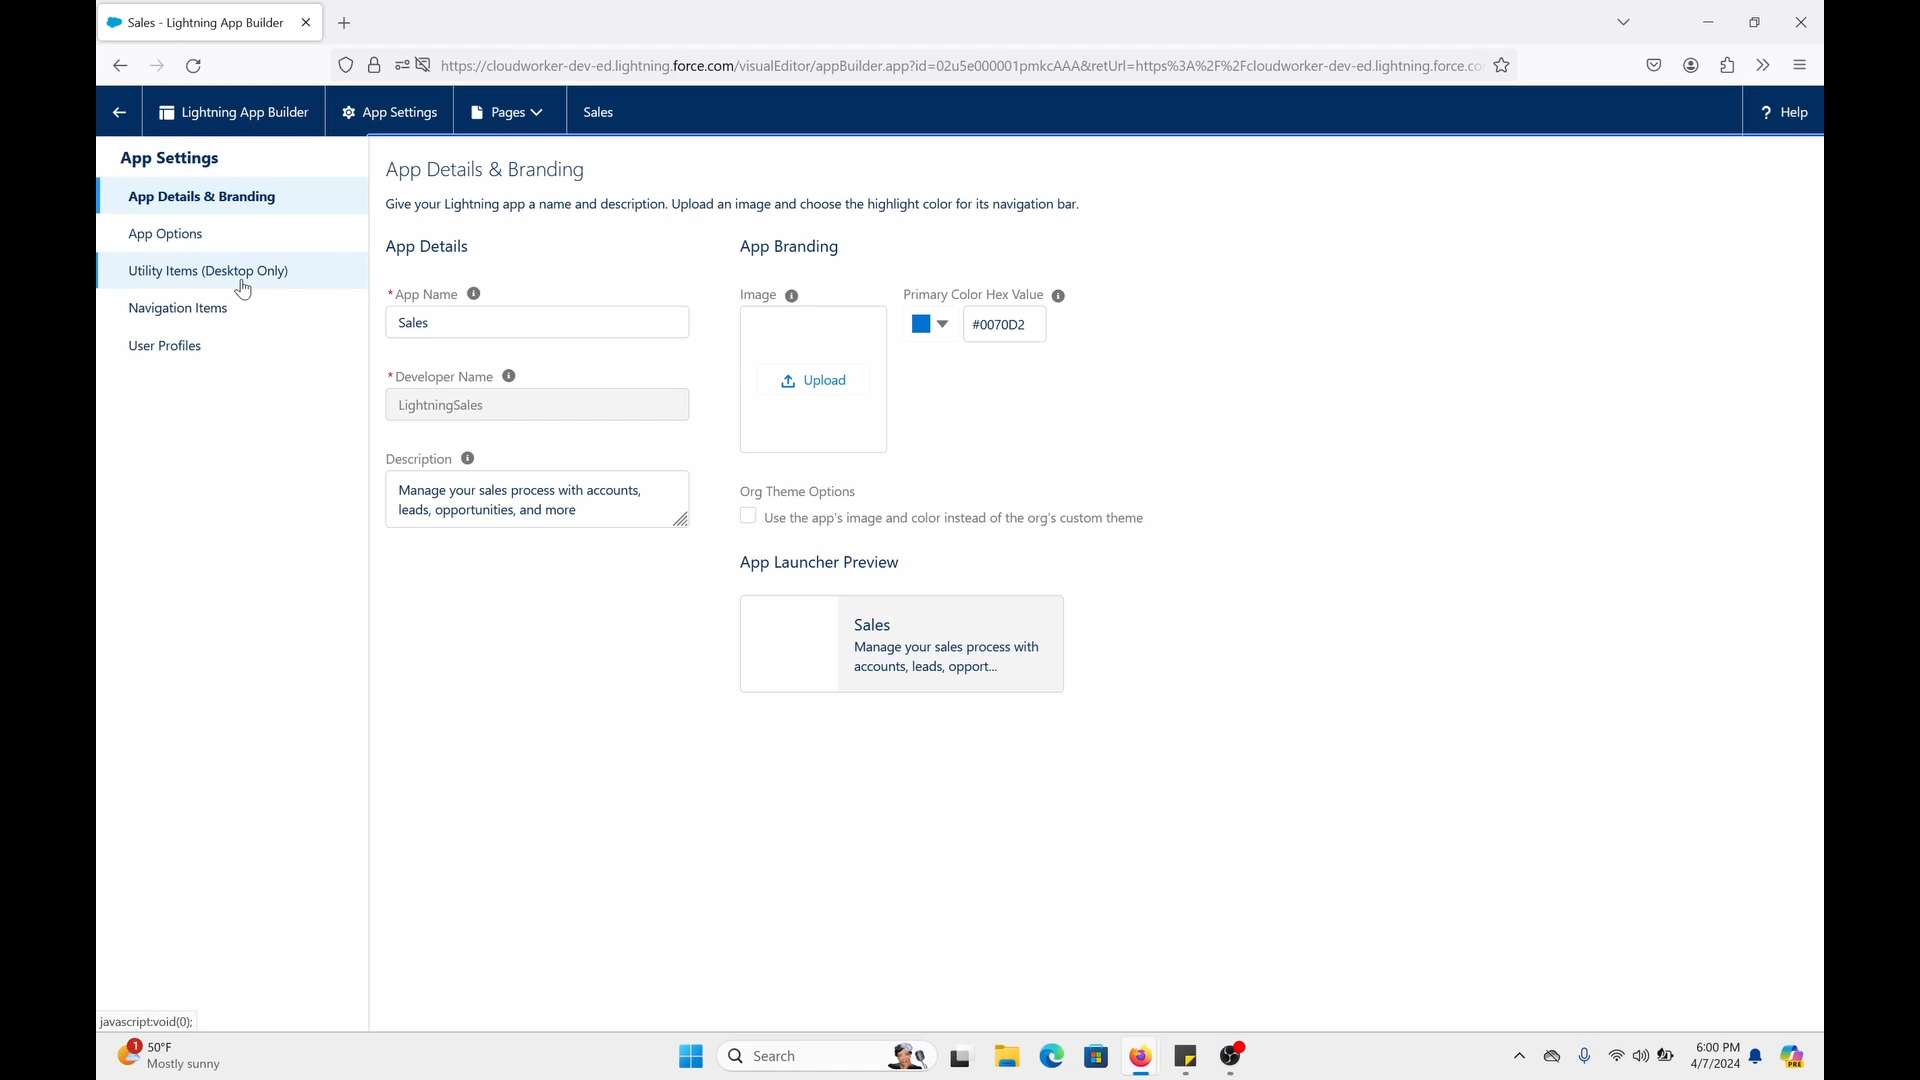 Sales - Lightning App Builder
https://cloudworker-dev-ed.lightning.force.com/visualEditor/appBuilder.app?id=02u5e000001pmkcAAA&retUrl=https%3A%2F%2Fcloudworker-dev-ed.lightning.force.co
Lightning App Builder
App Settings
Pages
Sales
? Help
App Settings
App Details & Branding
App Options
Utility Items (Desktop Only)
Navigation Items
User Profiles
App Details & Branding
Give your Lightning app a name and description. Upload an image and choose the highlight color for its navigation bar.
App Details
*App Name
Sales
*Developer Name
LightningSales
Description
Manage your sales process with accounts,
leads, opportunities, and more
App Branding
Image
Upload
Primary Color Hex Value
#0070D2
Org Theme Options
Use the app's image and color instead of the org's custom theme
App Launcher Preview
Sales
Manage your sales process with
accounts, leads, opport...
javascript:void(0);
1
50°F
Mostly sunny
Search
6:00 PM
4/7/2024
PRE